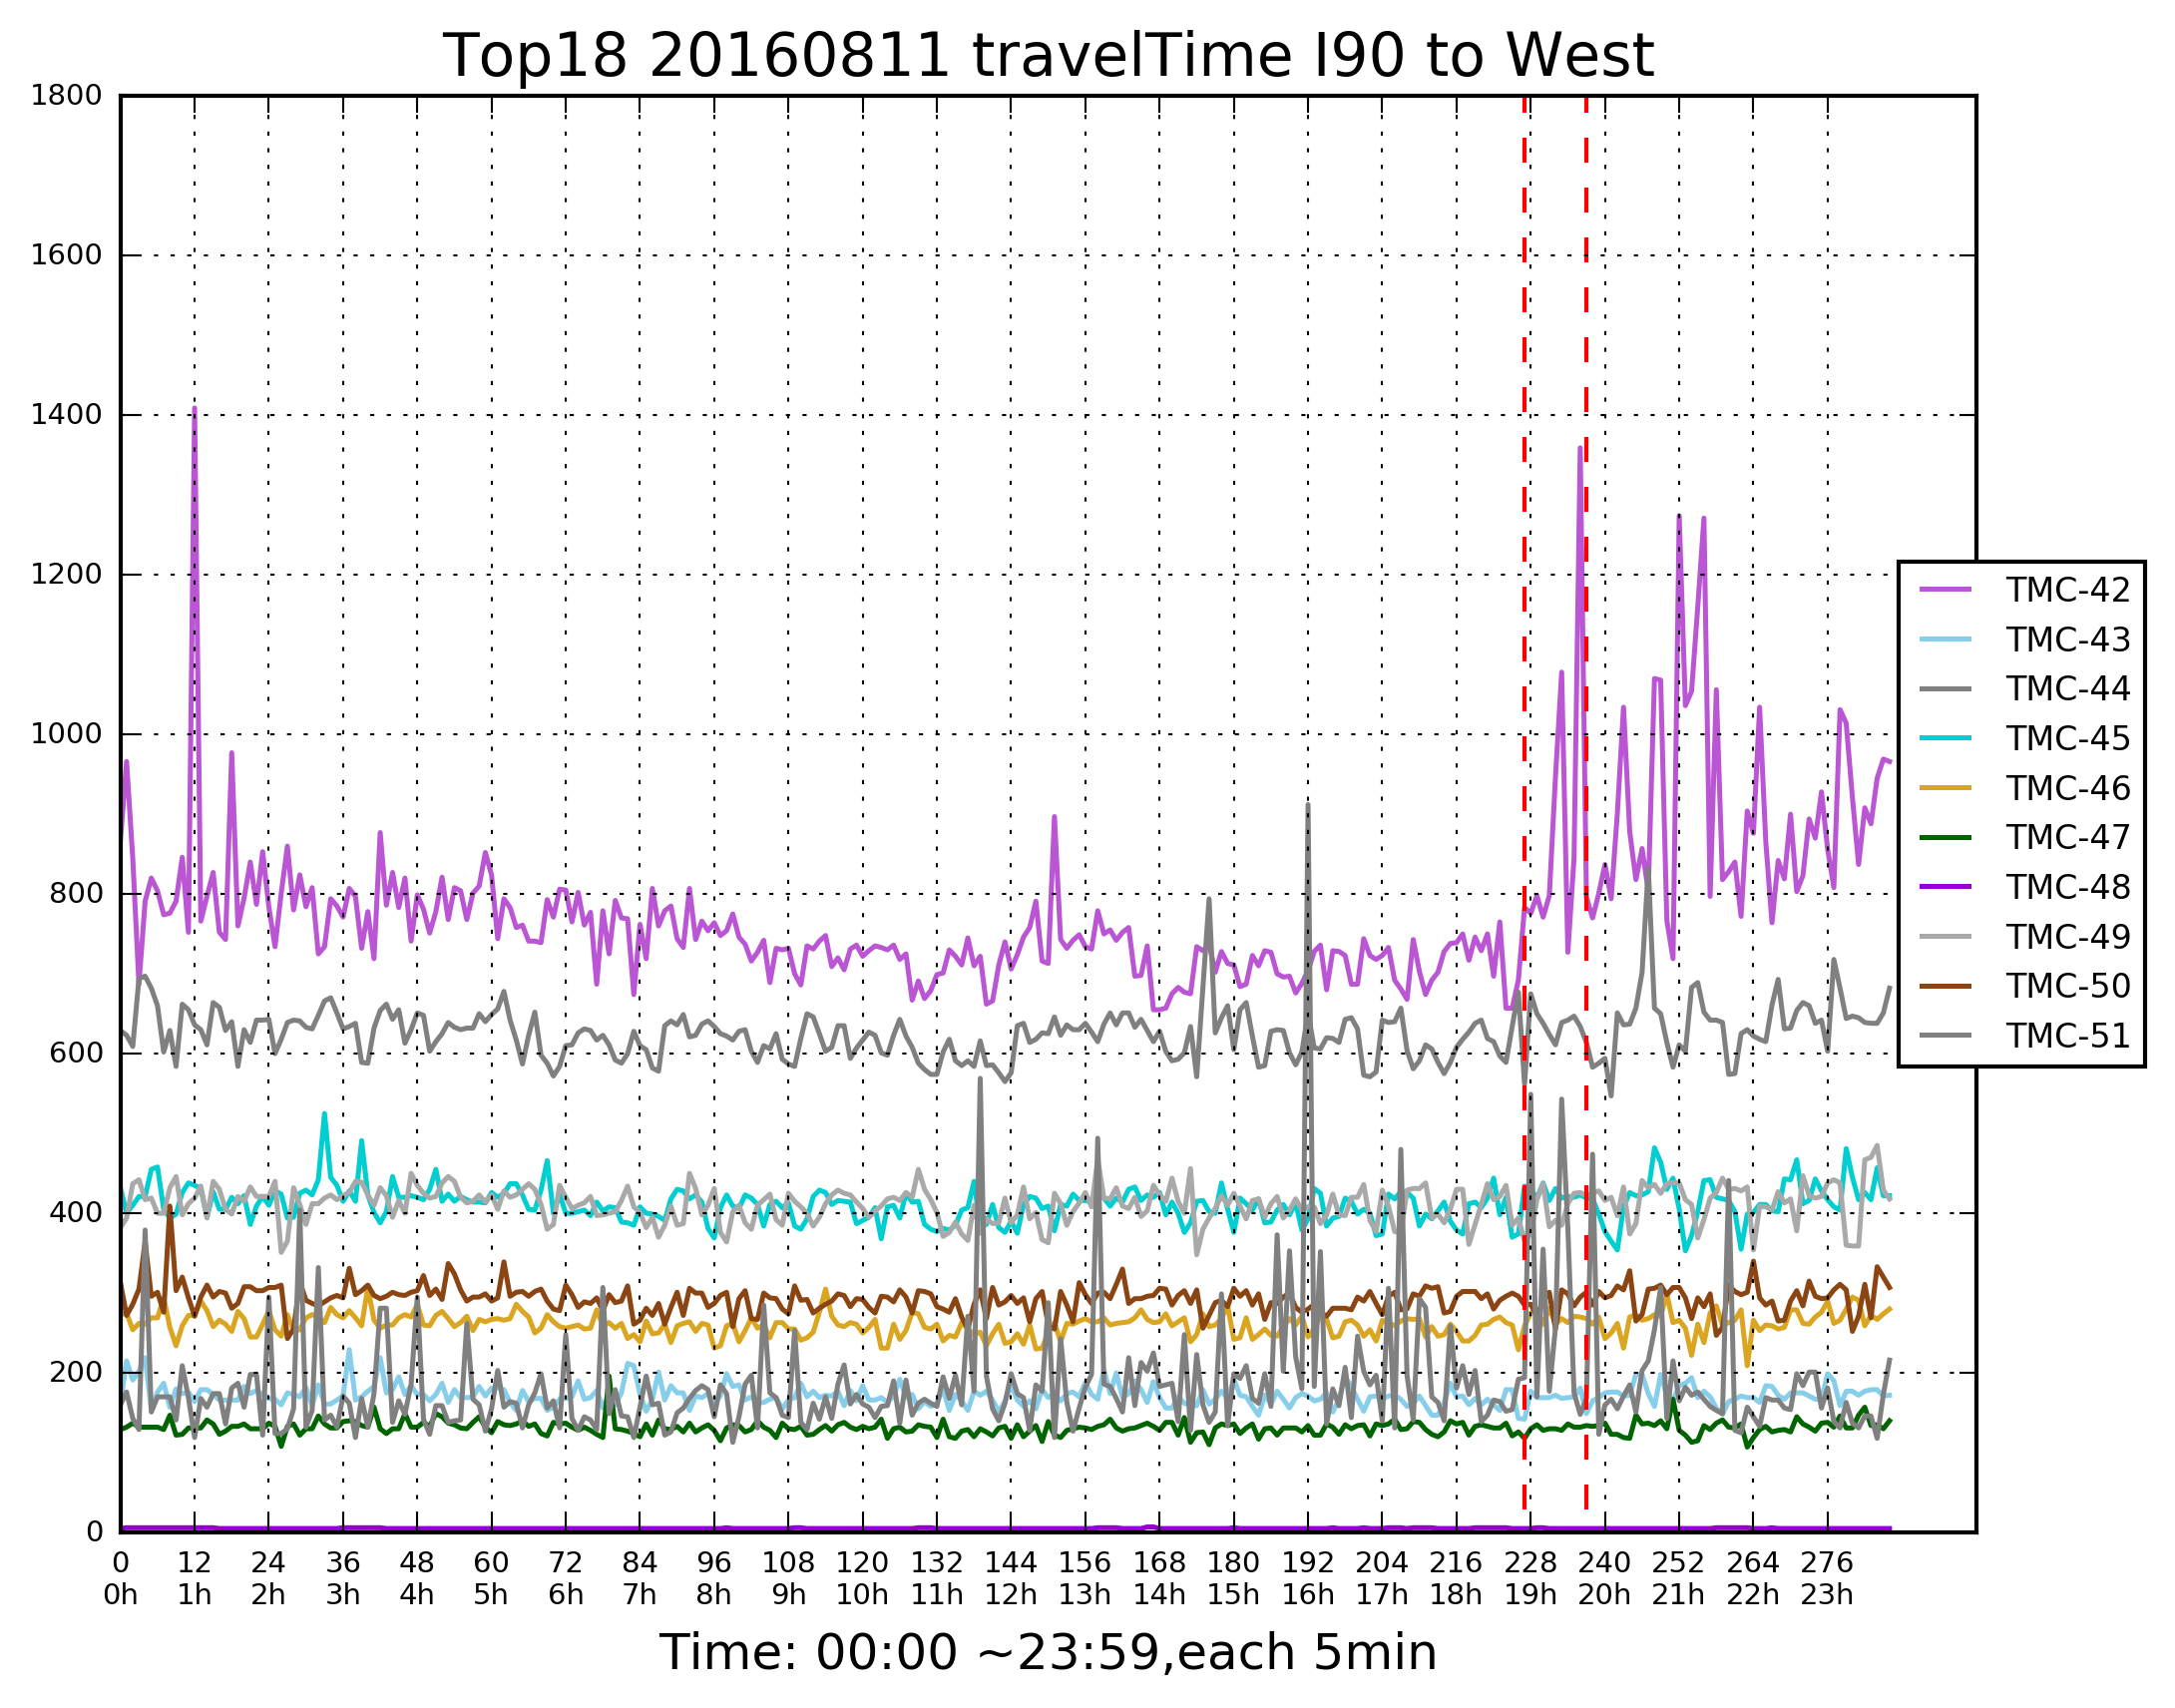 Top18 20160811 travelTime I90 to West
1800
1600
1400
1200
1000
800
600
400
200
0
TMC-42
TMC-43
TMC-44
TMC-45
TMC-46
TMC-47
TMC-48
TMC-49
TMC-50
TMC-51
0 12 24 36 48 60 72 84 96 108 120 132 144 156 168 180 192 204 216 228 240 252 264 276
0h 1h 2h 3h 4h 5h 6h 7h 8h 9h 10h 11h 12h 13h 14h 15h 16h 17h 18h 19h 20h 21h 22h 23h
Time: 00:00 ~23:59,each 5min